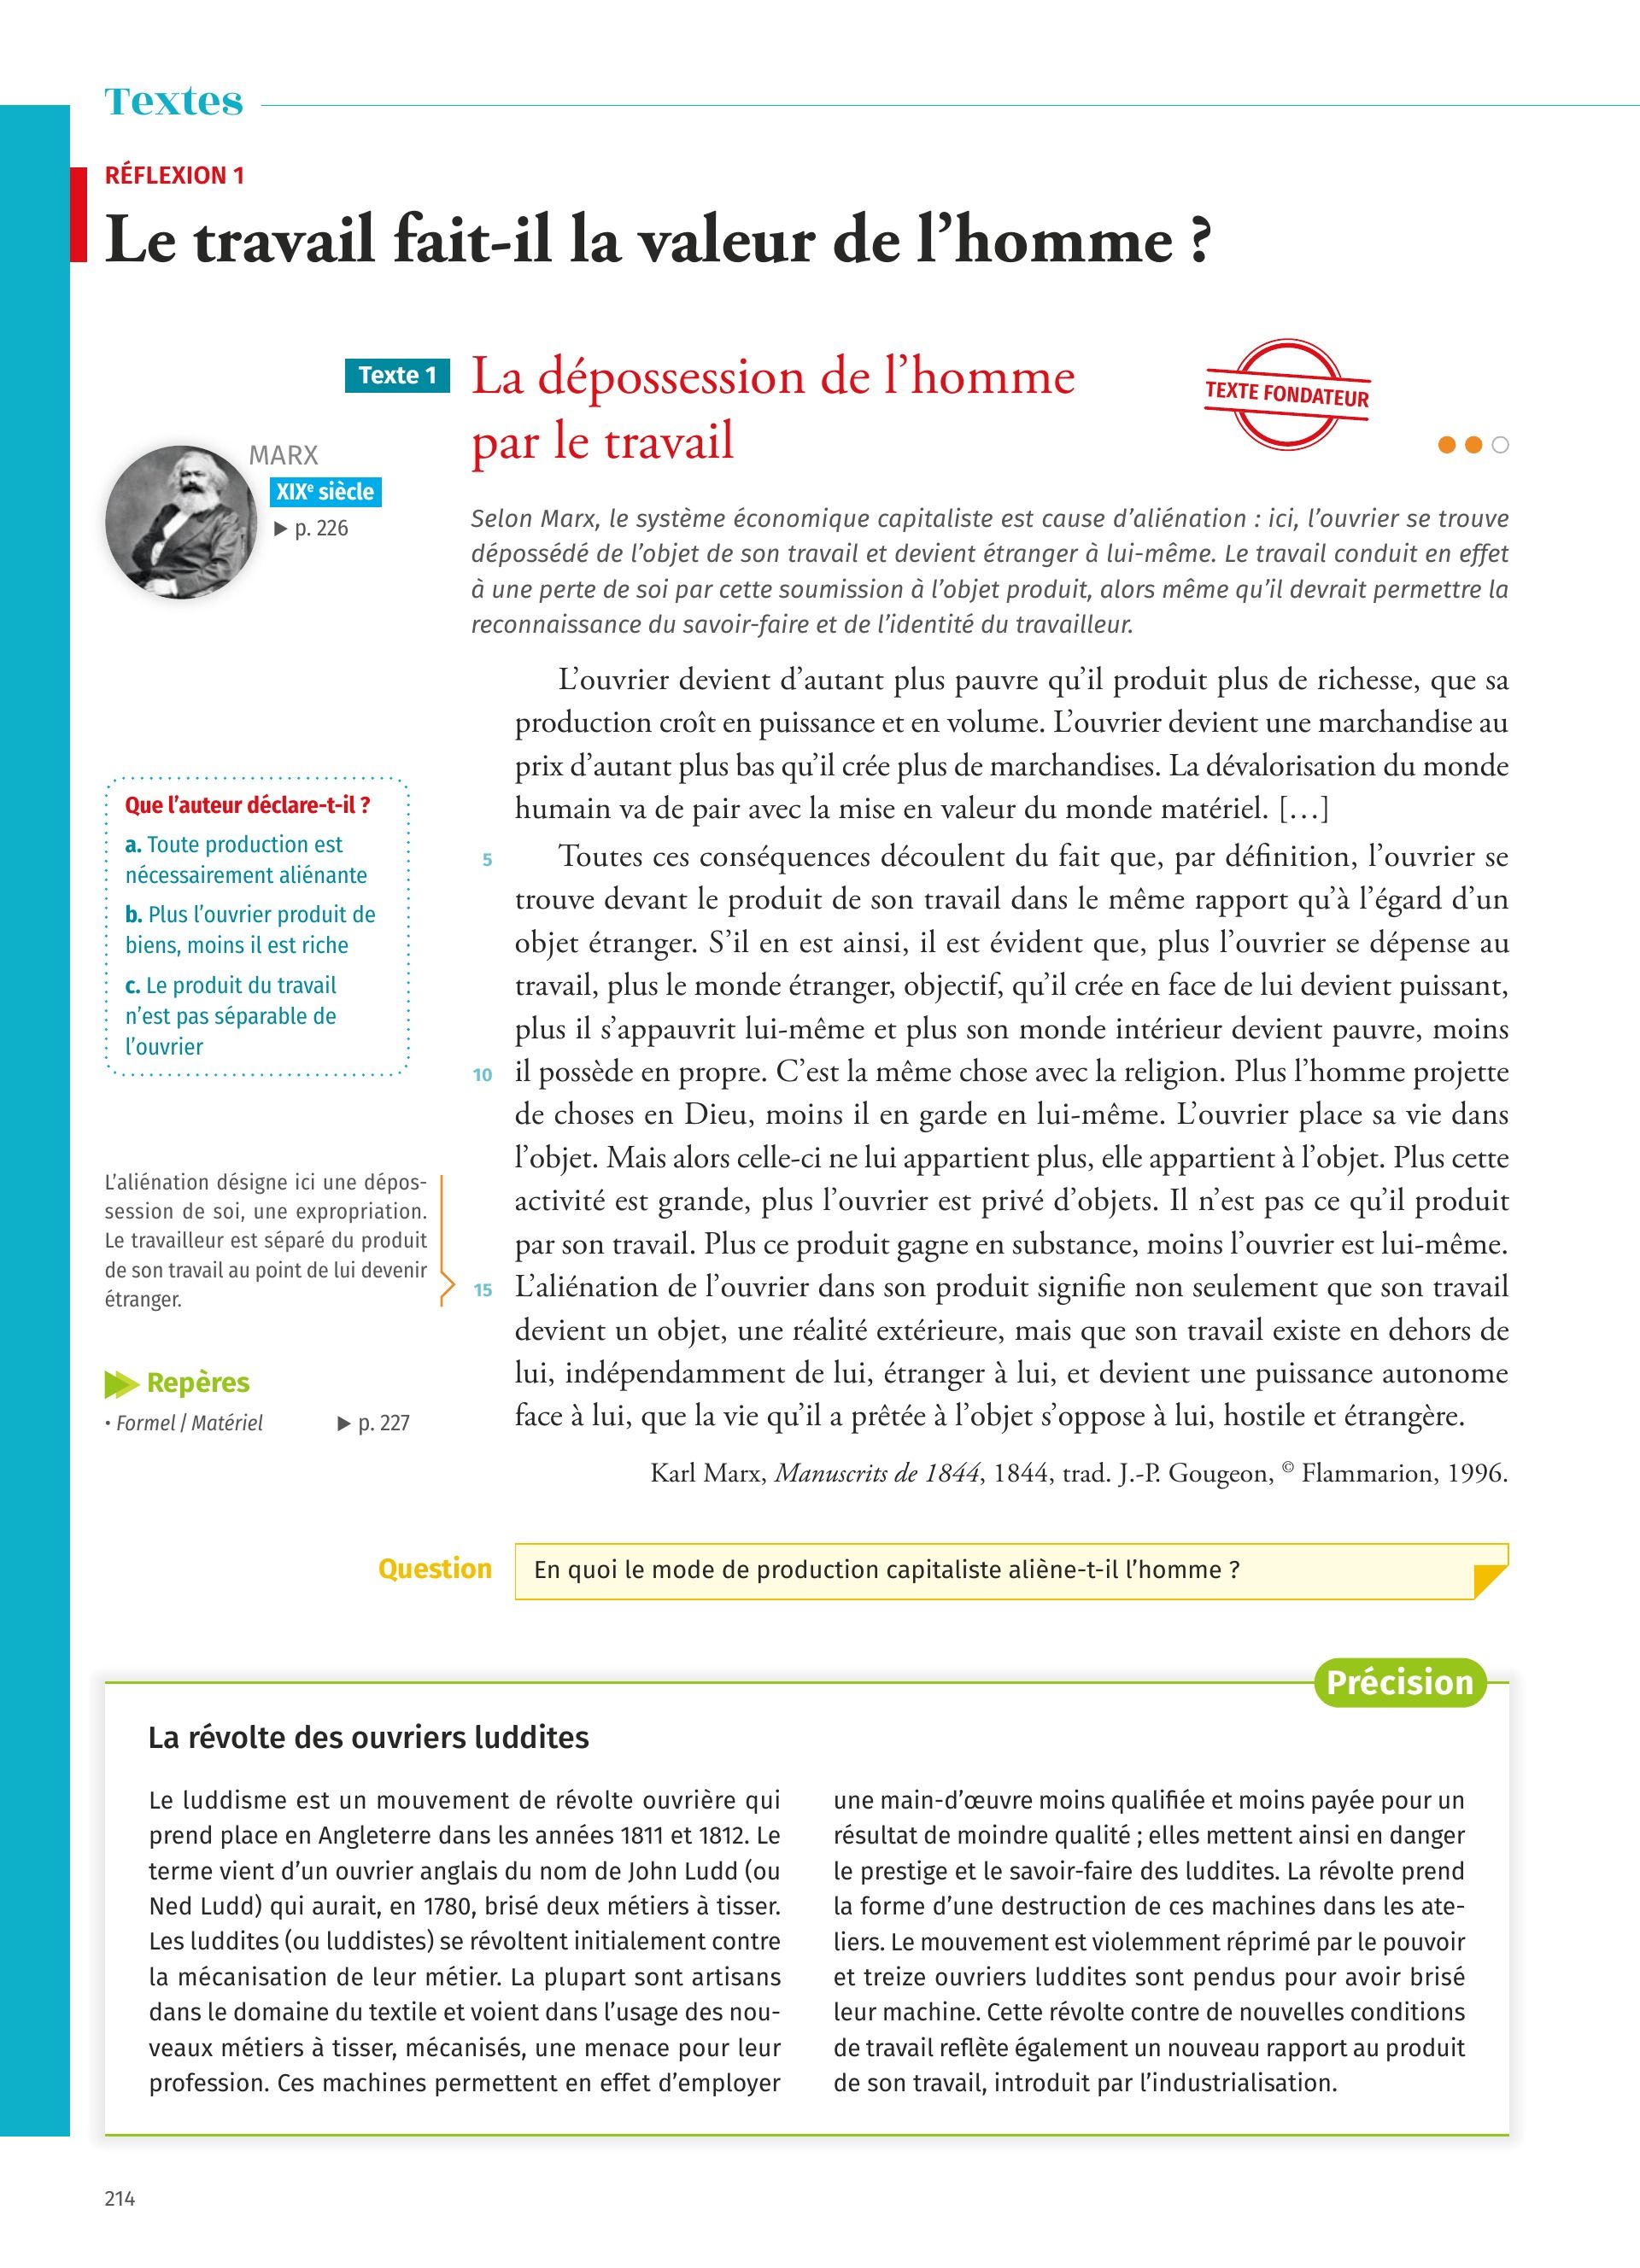 Textes
RÉFLEXION 1
Le travail fait-il la valeur de l’homme ?
Texte 1
La dépossession de l’homme
par le travail
TEXTE FONDATEUR
MARX
XIXe siècle
▶ p. 226
Selon Marx, le système économique capitaliste est cause d’aliénation : ici, l’ouvrier se trouve
dépossédé de l’objet de son travail et devient étranger à lui-même. Le travail conduit en effet
à une perte de soi par cette soumission à l’objet produit, alors même qu’il devrait permettre la
reconnaissance du savoir-faire et de l’identité du travailleur.
L’ouvrier devient d’autant plus pauvre qu’il produit plus de richesse, que sa
production croît en puissance et en volume. L’ouvrier devient une marchandise au
prix d’autant plus bas qu’il crée plus de marchandises. La dévalorisation du monde
humain va de pair avec la mise en valeur du monde matériel. […]
5 Toutes ces conséquences découlent du fait que, par définition, l’ouvrier se
trouve devant le produit de son travail dans le même rapport qu’à l’égard d’un
objet étranger. S’il en est ainsi, il est évident que, plus l’ouvrier se dépense au
travail, plus le monde étranger, objectif, qu’il crée en face de lui devient puissant,
plus il s’appauvrit lui-même et plus son monde intérieur devient pauvre, moins
10 il possède en propre. C’est la même chose avec la religion. Plus l’homme projette
de choses en Dieu, moins il en garde en lui-même. L’ouvrier place sa vie dans
l’objet. Mais alors celle-ci ne lui appartient plus, elle appartient à l’objet. Plus cette
activité est grande, plus l’ouvrier est privé d’objets. Il n’est pas ce qu’il produit
par son travail. Plus ce produit gagne en substance, moins l’ouvrier est lui-même.
15 L’aliénation de l’ouvrier dans son produit signifie non seulement que son travail
devient un objet, une réalité extérieure, mais que son travail existe en dehors de
lui, indépendamment de lui, étranger à lui, et devient une puissance autonome
face à lui, que la vie qu’il a prêtée à l’objet s’oppose à lui, hostile et étrangère.
Karl Marx, Manuscrits de 1844, 1844, trad. J.-P. Gougeon, © Flammarion, 1996.
Que l’auteur déclare-t-il ?
a. Toute production est
nécessairement aliénante
b. Plus l’ouvrier produit de
biens, moins il est riche
c. Le produit du travail
n’est pas séparable de
l’ouvrier
L’aliénation désigne ici une dépos-
session de soi, une expropriation.
Le travailleur est séparé du produit
de son travail au point de lui devenir
étranger.
Repères
• Formel / Matériel ▶ p. 227
Question
En quoi le mode de production capitaliste aliène-t-il l’homme ?
Précision
La révolte des ouvriers luddites
Le luddisme est un mouvement de révolte ouvrière qui
prend place en Angleterre dans les années 1811 et 1812. Le
terme vient d’un ouvrier anglais du nom de John Ludd (ou
Ned Ludd) qui aurait, en 1780, brisé deux métiers à tisser.
Les luddites (ou luddistes) se révoltent initialement contre
la mécanisation de leur métier. La plupart sont artisans
dans le domaine du textile et voient dans l’usage des nou-
veaux métiers à tisser, mécanisés, une menace pour leur
profession. Ces machines permettent en effet d’employer
une main-d’œuvre moins qualifiée et moins payée pour un
résultat de moindre qualité ; elles mettent ainsi en danger
le prestige et le savoir-faire des luddites. La révolte prend
la forme d’une destruction de ces machines dans les ate-
liers. Le mouvement est violemment réprimé par le pouvoir
et treize ouvriers luddites sont pendus pour avoir brisé
leur machine. Cette révolte contre de nouvelles conditions
de travail reflète également un nouveau rapport au produit
de son travail, introduit par l’industrialisation.
214